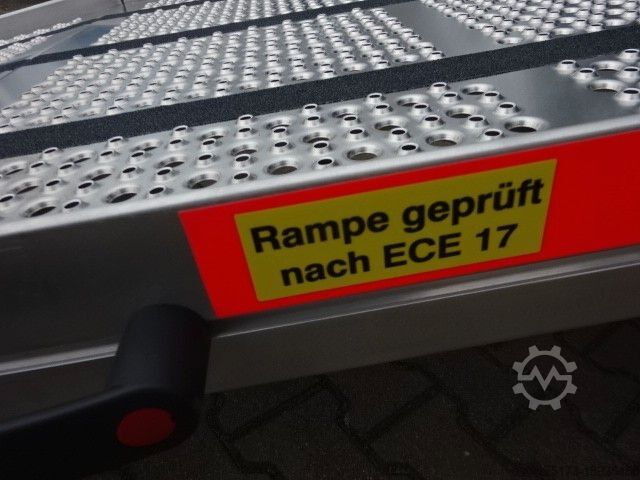 Rampe geprüft
nach ECE 17